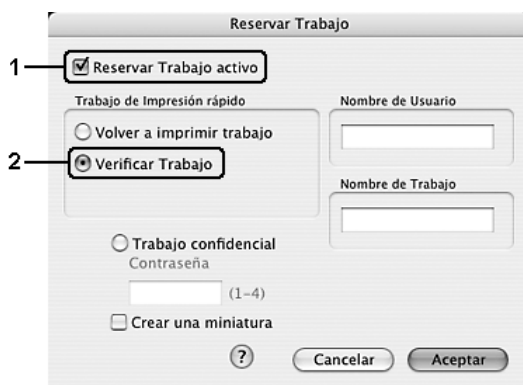 Reservar Trabajo
1
Reservar Trabajo activo
Trabajo de Impresión rápido
Volver a imprimir trabajo
2
Verificar Trabajo
Nombre de Usuario
Nombre de Trabajo
Trabajo confidencial
Contraseña
(1-4)
Crear una miniatura
?
Cancelar
Aceptar